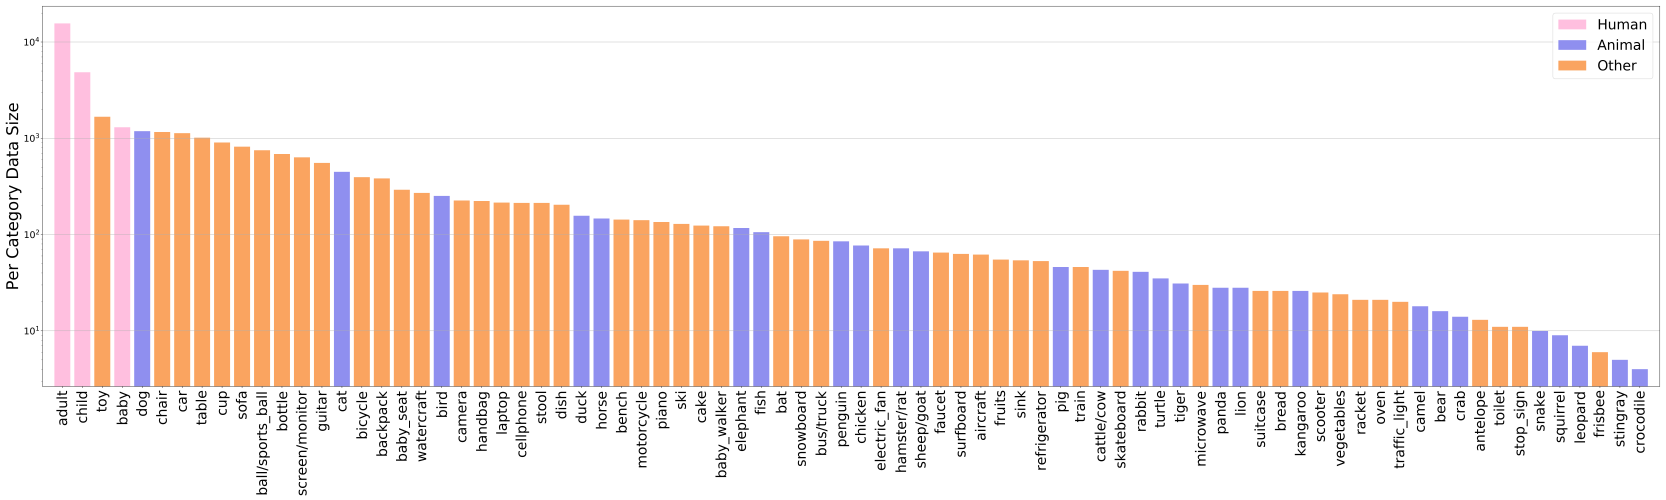 Per Category Data Size
10⁴
10³
10²
10¹
Human
Animal
Other
adult
child
toy
baby
dog
chair
car
table
cup
sofa
ball/sports_ball
bottle
screen/monitor
guitar
cat
bicycle
backpack
baby_seat
watercraft
bird
camera
handbag
laptop
cellphone
stool
dish
duck
horse
bench
motorcycle
piano
ski
cake
baby_walker
elephant
fish
bat
snowboard
bus/truck
penguin
chicken
electric_fan
hamster/rat
sheep/goat
faucet
surfboard
aircraft
fruits
sink
refrigerator
pig
train
cattle/cow
skateboard
rabbit
turtle
tiger
microwave
panda
lion
suitcase
bread
kangaroo
scooter
vegetables
racket
oven
traffic_light
camel
bear
crab
antelope
toilet
stop_sign
snake
squirrel
leopard
frisbee
stingray
crocodile